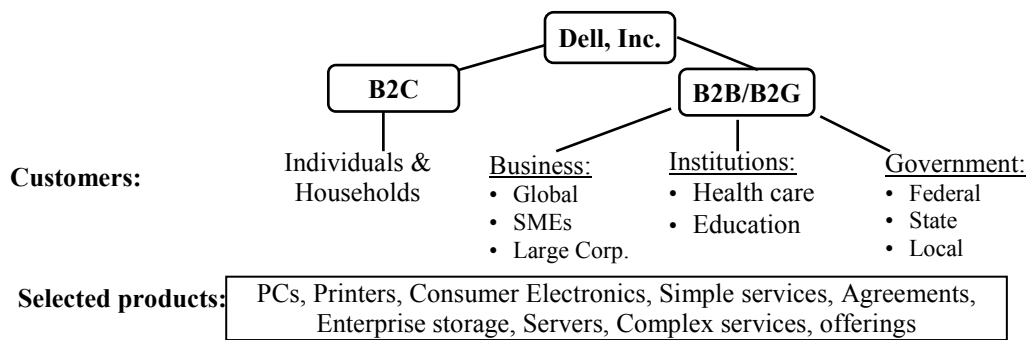 Dell, Inc.
B2C
B2B/B2G
Customers:
Individuals &
Households
Business:
• Global
• SMEs
• Large Corp.
Institutions:
• Health care
• Education
Government:
• Federal
• State
• Local
Selected products:
PCs, Printers, Consumer Electronics, Simple services, Agreements,
Enterprise storage, Servers, Complex services, offerings